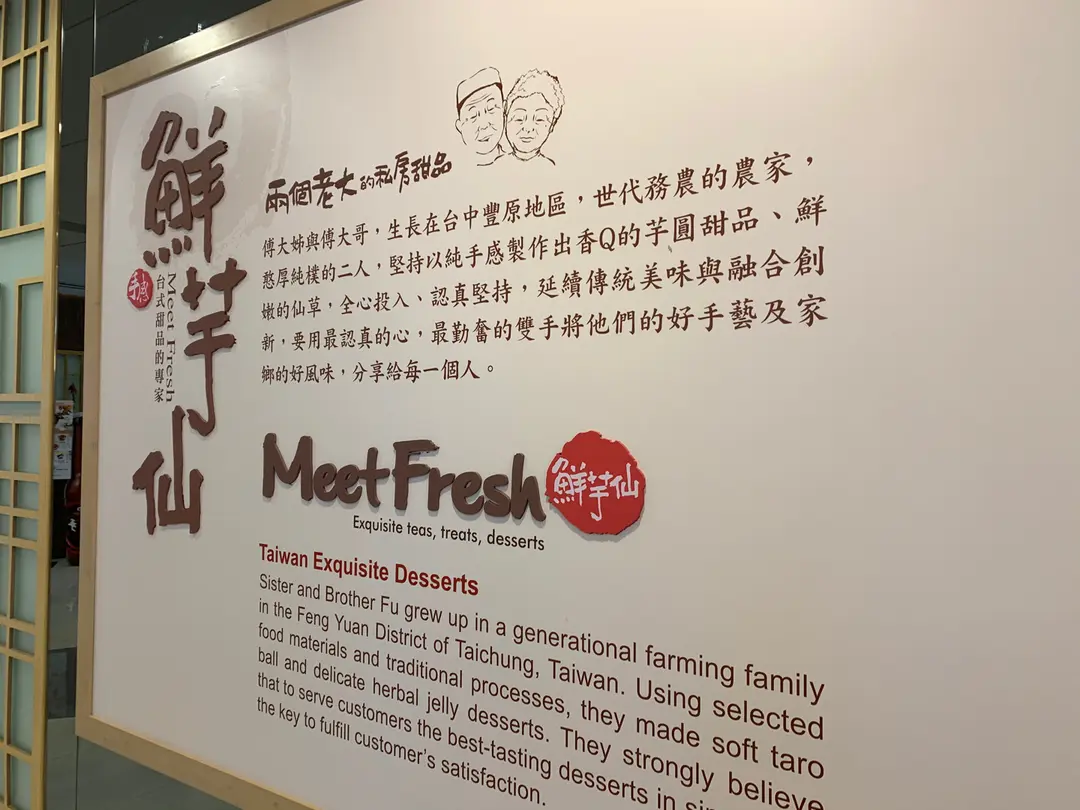 鮮芋仙
手感
台式甜品的專家
Meet Fresh
兩個老大的私房甜品
傅大姊與傅大哥，生長在台中豐原地區，世代務農的農家，
憨厚純樸的二人，堅持以純手感製作出香Q的芋圓甜品、鮮
嫩的仙草，全心投入、認真堅持，延續傳統美味與融合創
新，要用最認真的心，最勤奮的雙手將他們的好手藝及家
鄉的好風味，分享給每一個人。
Meet Fresh
鮮芋仙
Exquisite teas, treats, desserts
Taiwan Exquisite Desserts
Sister and Brother Fu grew up in a generational farming family
in the Feng Yuan District of Taichung, Taiwan. Using selected
food materials and traditional processes, they made soft taro
ball and delicate herbal jelly desserts. They strongly believe
that to serve customers the best-tasting desserts in
the key to fulfill customer's satisfaction.